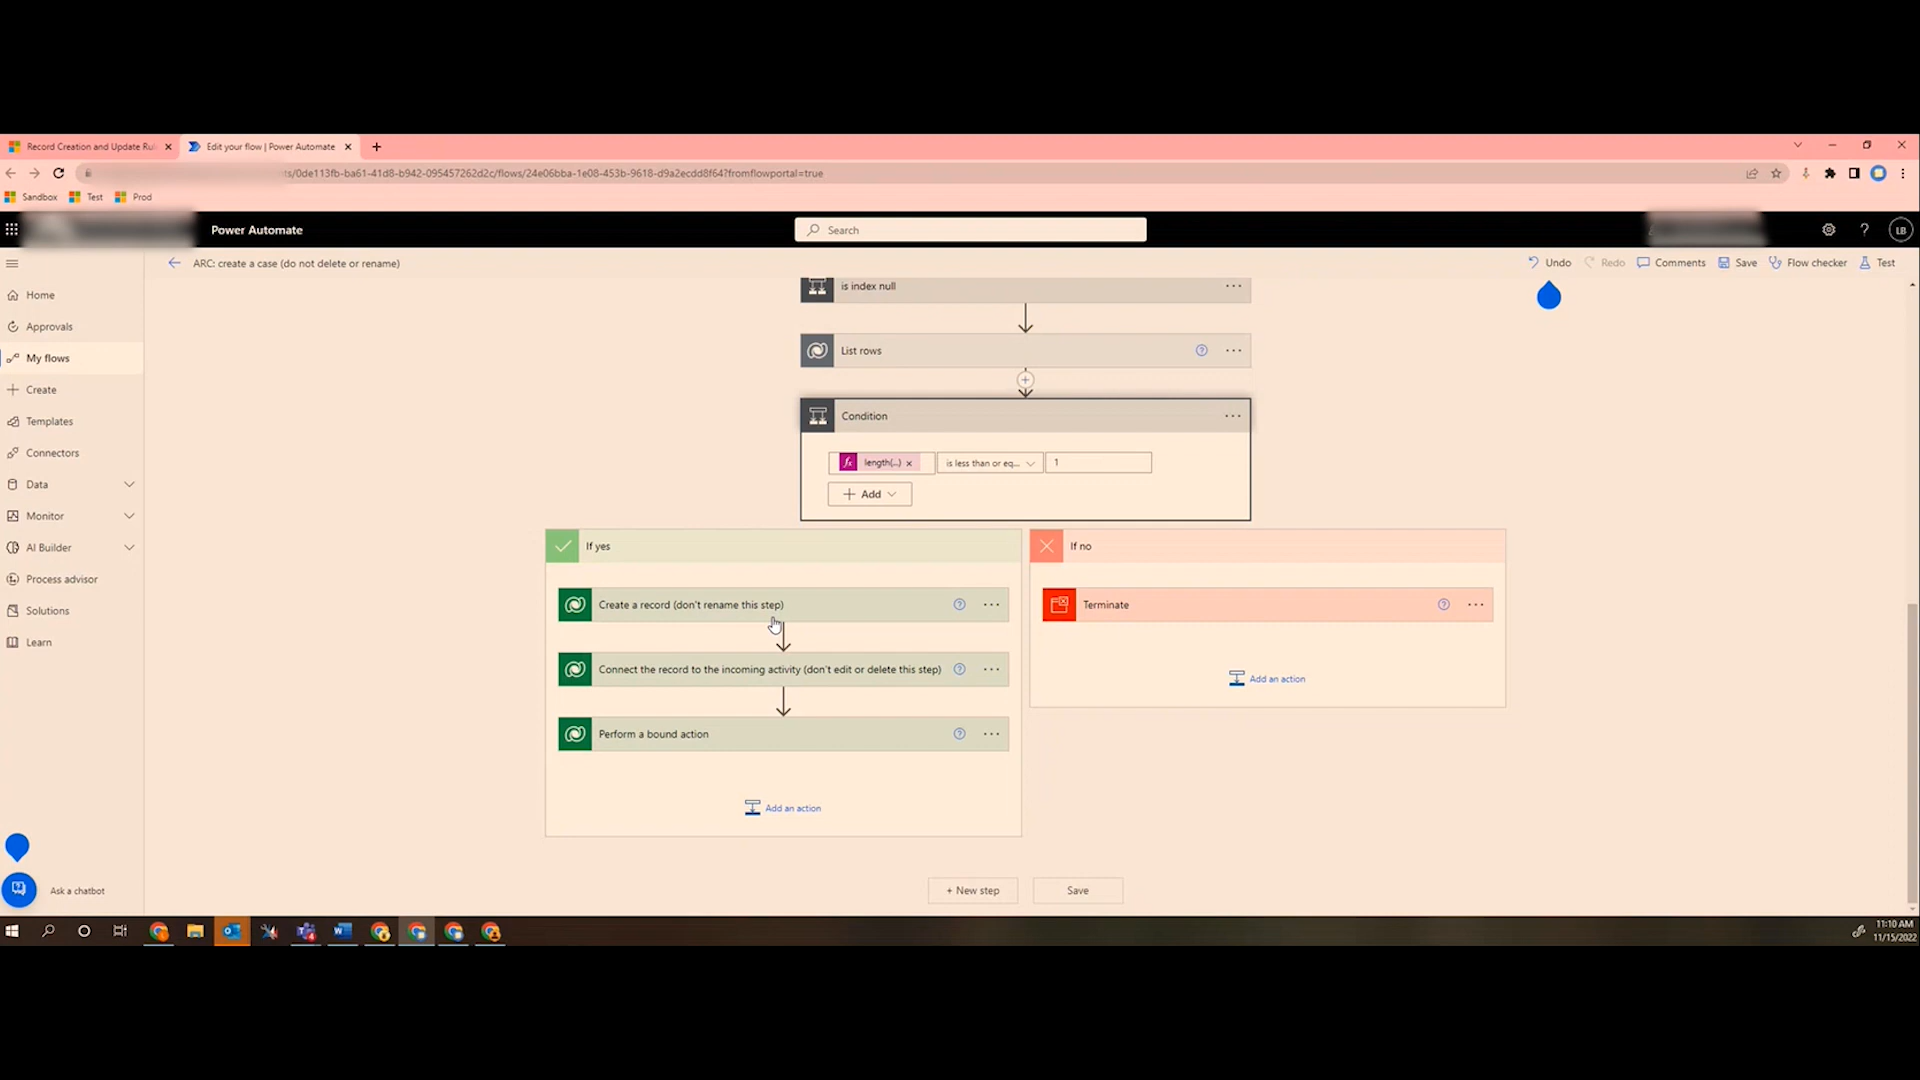 Record Creation and Update Ru
Edit your flow | Power Automate
nts/0de113fb-ba61-41d8-b942-095457262d2c/flows/24e06bba-1e08-453b-9618-d9a2ecdd8f64?fromflowportal=true
Sandbox
Test
Prod
Power Automate
Search
LB
ARC: create a case (do not delete or rename)
Undo
Redo
Comments
Save
Flow checker
Test
Home
Approvals
My flows
Create
Templates
Connectors
Data
Monitor
AI Builder
Process advisor
Solutions
Learn
Ask a chatbot
is index null
List rows
Condition
fx length(...)
is less than or eq...
1
Add
If yes
Create a record (don't rename this step)
Connect the record to the incoming activity (don't edit or delete this step)
Perform a bound action
Add an action
If no
Terminate
Add an action
+ New step
Save
11:10 AM
11/15/2022